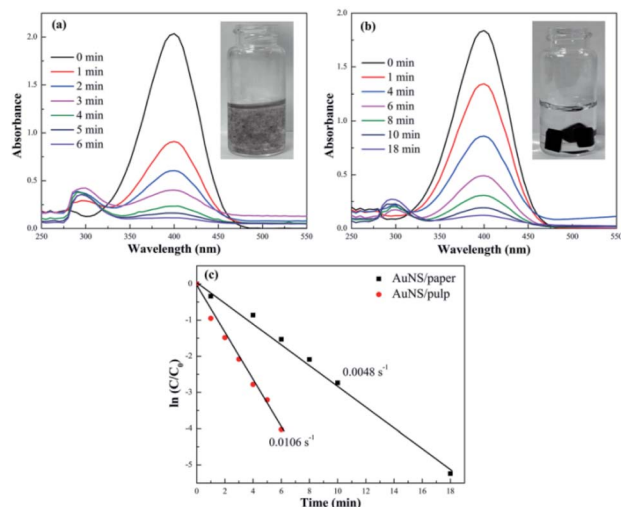 (a)
0 min
1 min
2 min
3 min
4 min
5 min
6 min
Absorbance
2.0
1.5
1.0
0.5
0.0
250 300 350 400 450 500 550
Wavelength (nm)
(b)
0 min
1 min
4 min
6 min
8 min
10 min
18 min
Absorbance
2.0
1.5
1.0
0.5
0.0
250 300 350 400 450 500 550
Wavelength (nm)
(c)
AuNS/paper
AuNS/pulp
ln (C/C₀)
0
-1
-2
-3
-4
-5
0.0048 s⁻¹
0.0106 s⁻¹
0 2 4 6 8 10 12 14 16 18
Time (min)